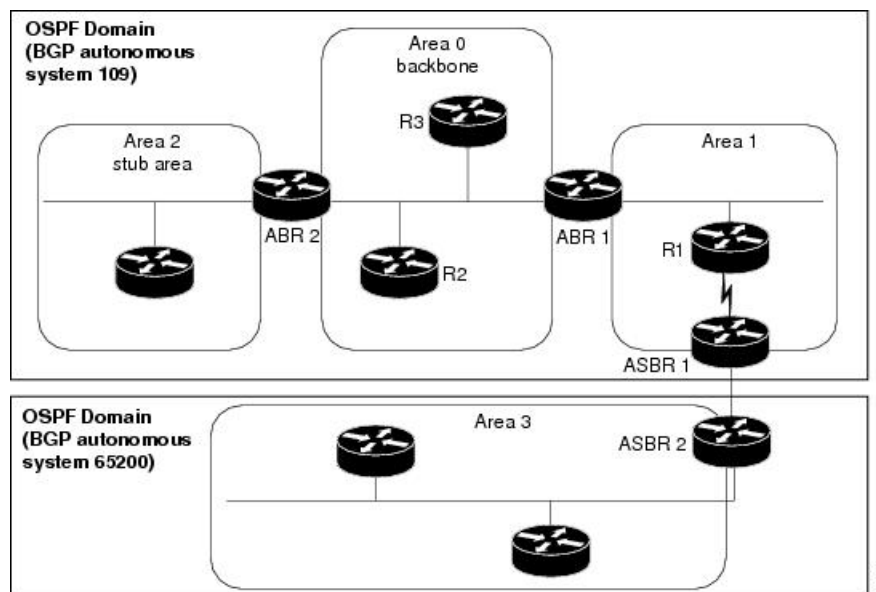 OSPF Domain
(BGP autonomous
system 109)
Area 0
backbone
R3
Area 2
stub area
Area 1
ABR 2
ABR 1
R1
R2
ASBR 1
OSPF Domain
(BGP autonomous
system 65200)
Area 3
ASBR 2